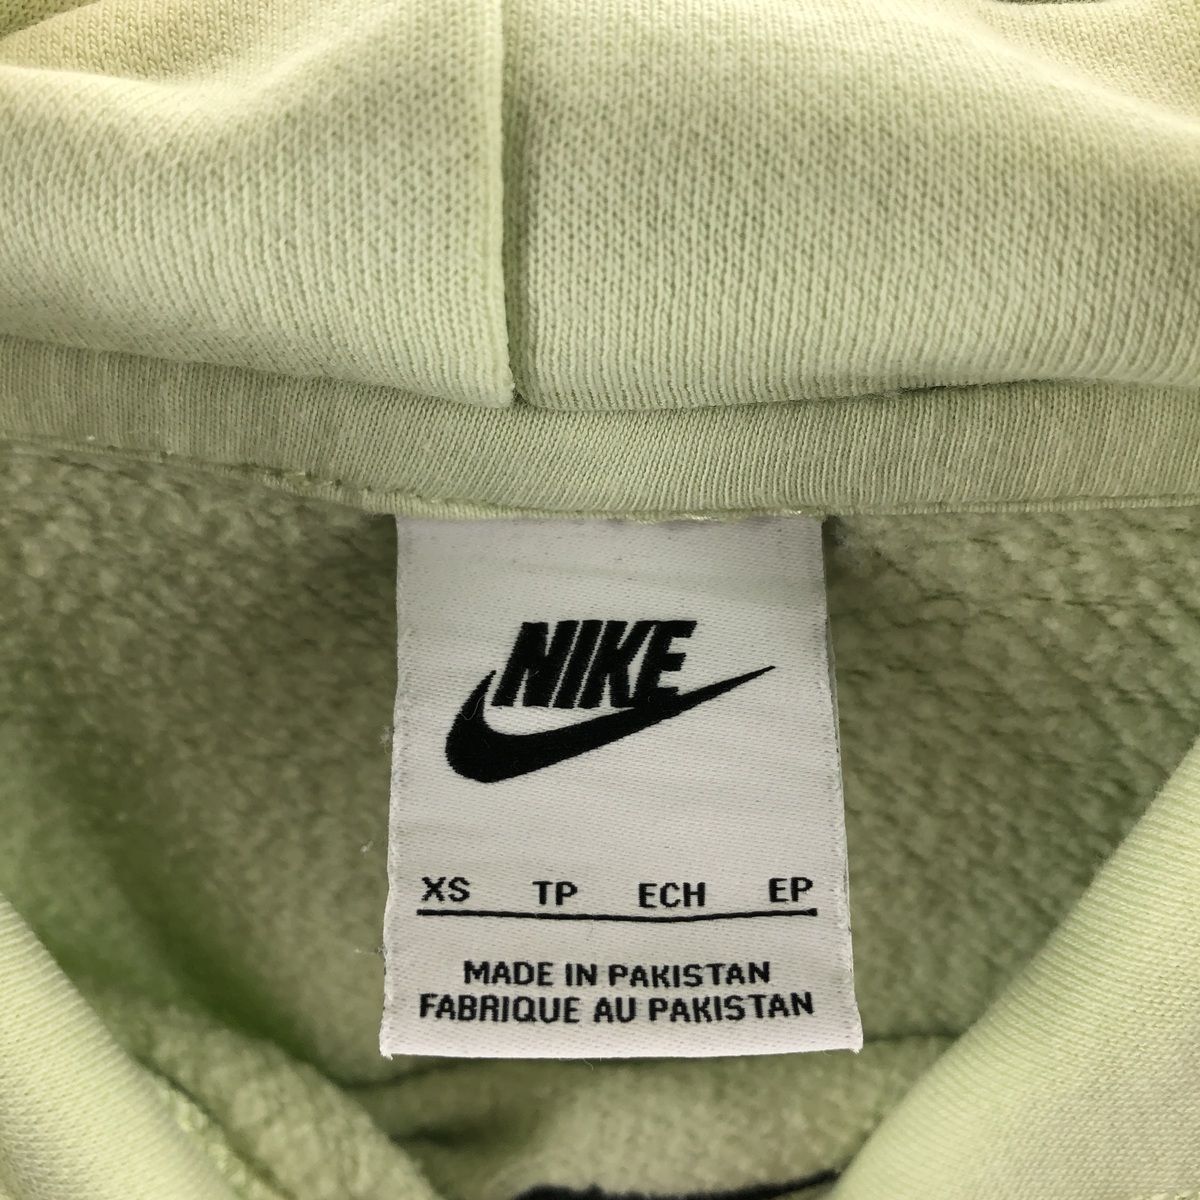 NIKE
XS TP ECH EP
MADE IN PAKISTAN
FABRIQUE AU PAKISTAN